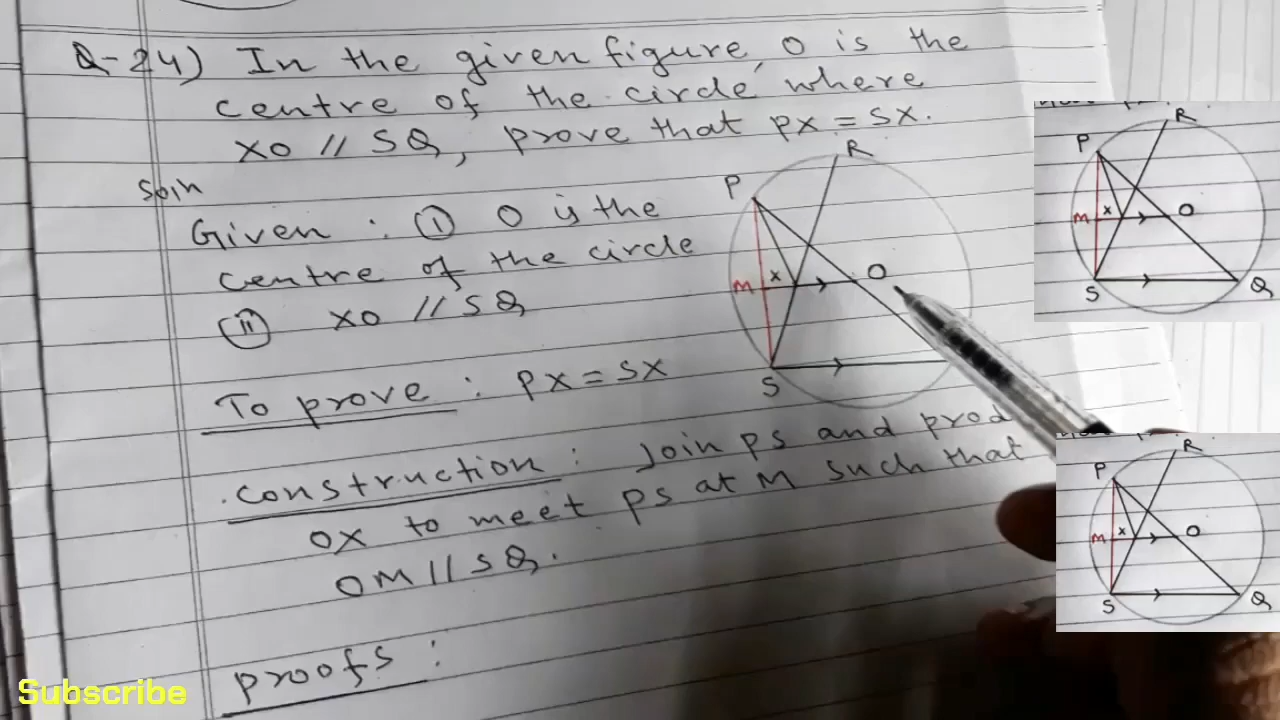 Q-24) In the given figure, O is the
centre of the circle where
XO // SQ, prove that PX = SX.
Soln
Given : (i) O is the
centre of the circle
(ii) XO // SQ
To prove : PX = SX
Construction : Join PS and prod
OX to meet PS at M such that
OM // SQ.
proofs :
R
P
M
X
O
S
R
P
M
X
O
S
Q
R
P
M
X
O
S
Q
Subscribe